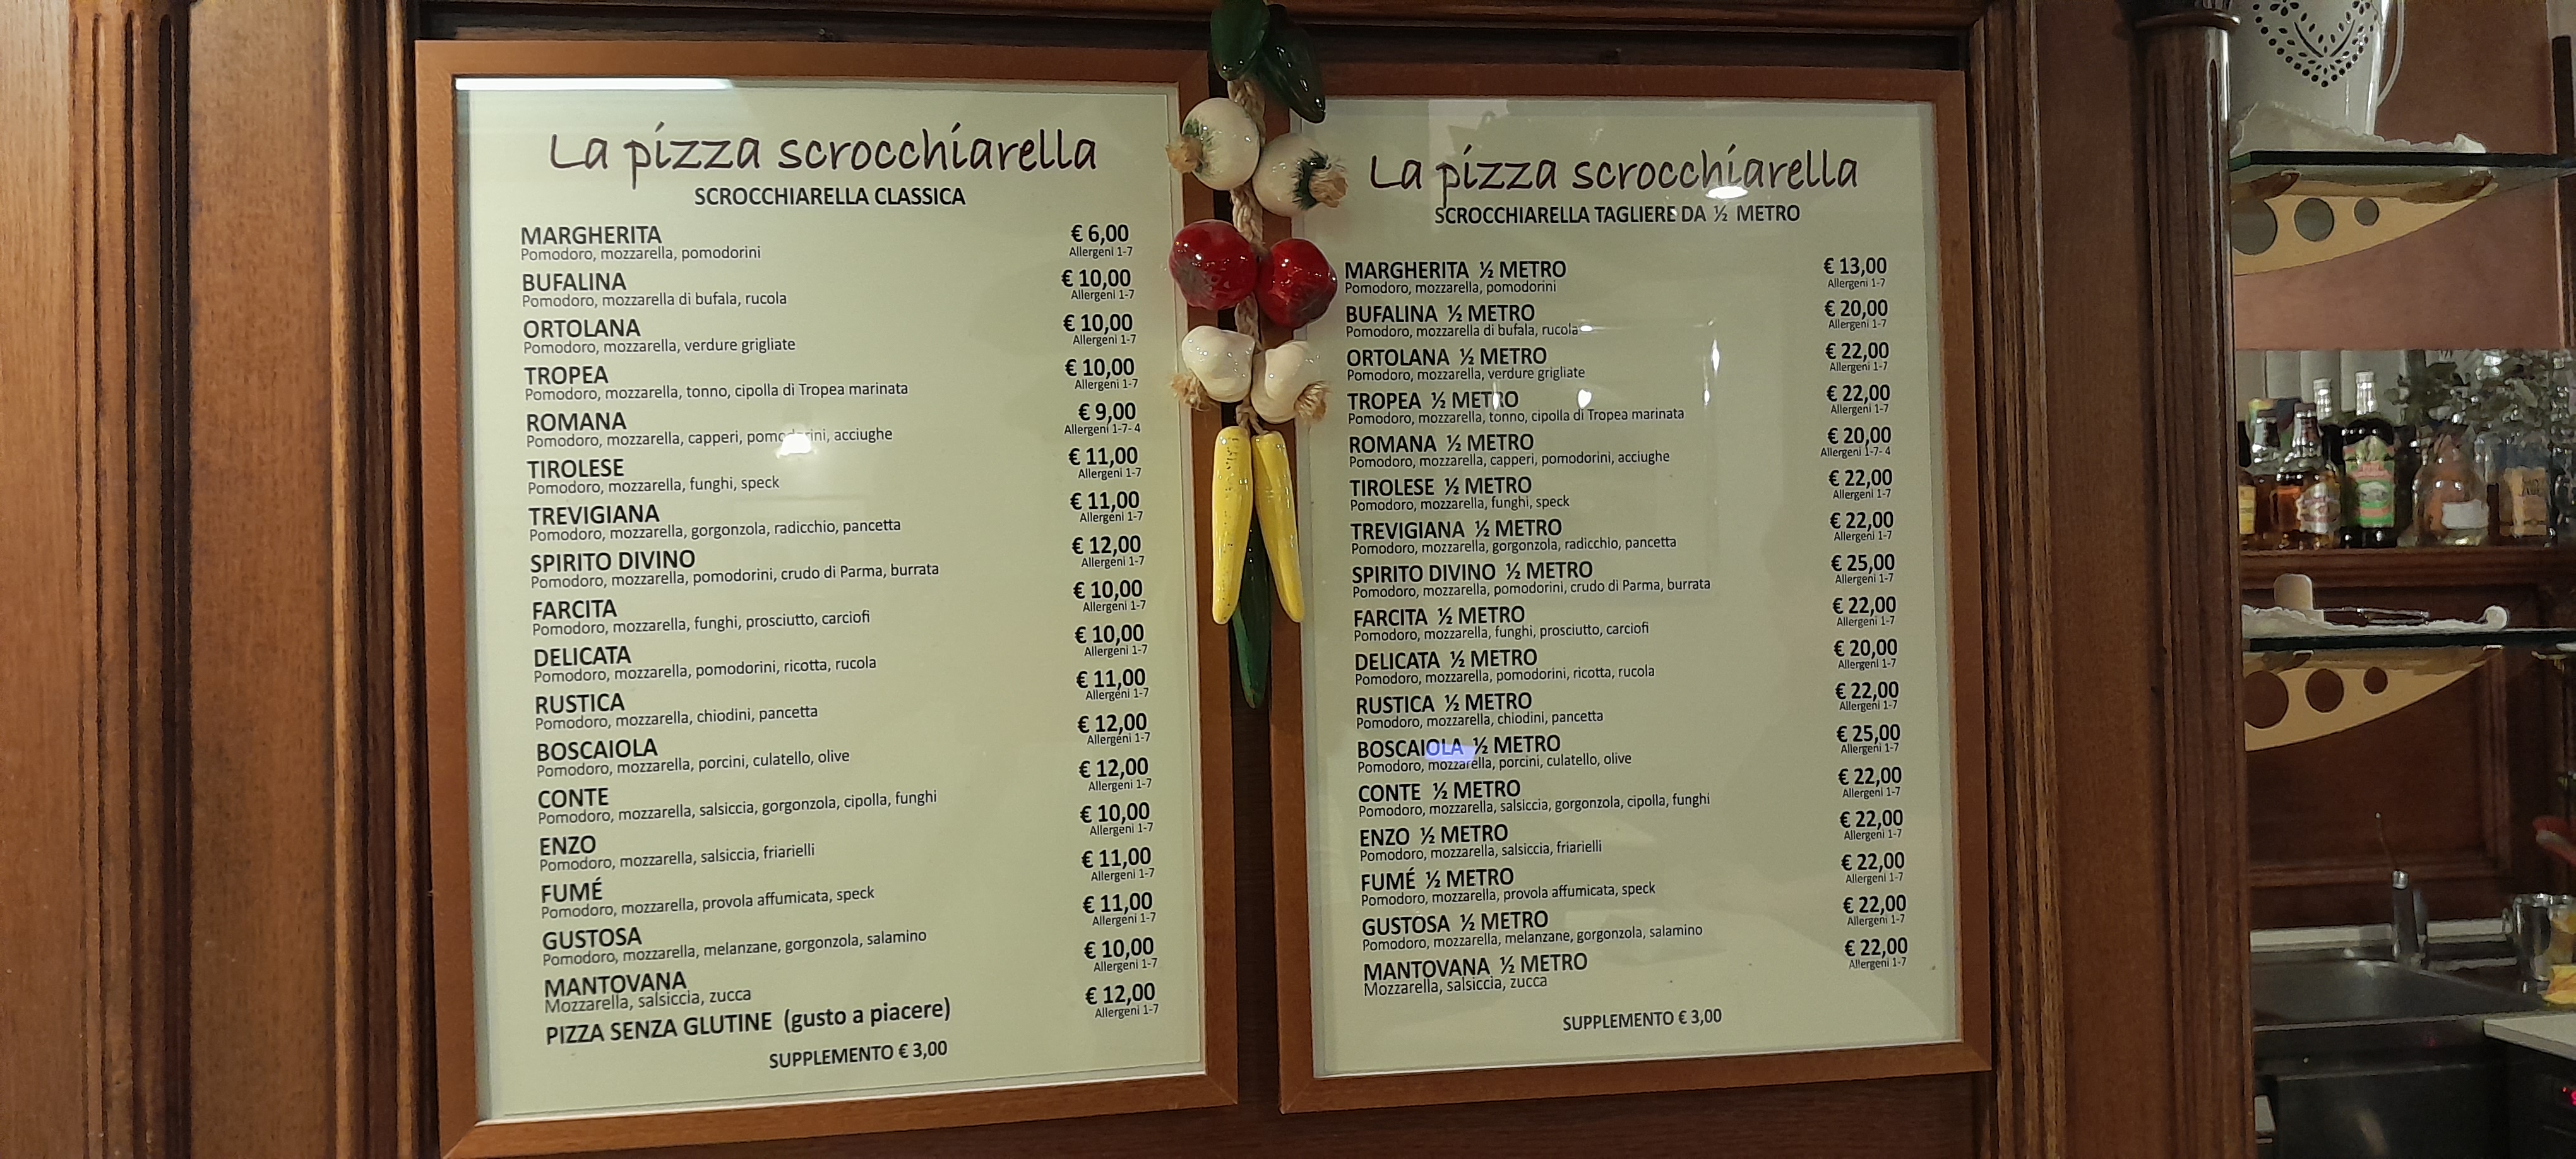 La pizza scrocchiarella
SCROCCHIARELLA CLASSICA
MARGHERITA € 6,00
Pomodoro, mozzarella, pomodorini Allergeni 1-7
BUFALINA € 10,00
Pomodoro, mozzarella di bufala, rucola Allergeni 1-7
ORTOLANA € 10,00
Pomodoro, mozzarella, verdure grigliate Allergeni 1-7
TROPEA € 10,00
Pomodoro, mozzarella, tonno, cipolla di Tropea marinata Allergeni 1-7
ROMANA € 9,00
Pomodoro, mozzarella, capperi, pomodorini, acciughe Allergeni 1-7- 4
TIROLESE € 11,00
Pomodoro, mozzarella, funghi, speck Allergeni 1-7
TREVIGIANA € 11,00
Pomodoro, mozzarella, gorgonzola, radicchio, pancetta Allergeni 1-7
SPIRITO DIVINO € 12,00
Pomodoro, mozzarella, pomodorini, crudo di Parma, burrata Allergeni 1-7
FARCITA € 10,00
Pomodoro, mozzarella, funghi, prosciutto, carciofi Allergeni 1-7
DELICATA € 10,00
Pomodoro, mozzarella, pomodorini, ricotta, rucola Allergeni 1-7
RUSTICA € 11,00
Pomodoro, mozzarella, chiodini, pancetta Allergeni 1-7
BOSCAIOLA € 12,00
Pomodoro, mozzarella, porcini, culatello, olive Allergeni 1-7
CONTE € 12,00
Pomodoro, mozzarella, salsiccia, gorgonzola, cipolla, funghi Allergeni 1-7
ENZO € 10,00
Pomodoro, mozzarella, salsiccia, friarielli Allergeni 1-7
FUMÉ € 11,00
Pomodoro, mozzarella, provola affumicata, speck Allergeni 1-7
GUSTOSA € 11,00
Pomodoro, mozzarella, melanzane, gorgonzola, salamino Allergeni 1-7
MANTOVANA € 10,00
Mozzarella, salsiccia, zucca Allergeni 1-7
PIZZA SENZA GLUTINE (gusto a piacere) € 12,00
Allergeni 1-7
SUPPLEMENTO € 3,00
La pizza scrocchiarella
SCROCCHIARELLA TAGLIERE DA ½ METRO
MARGHERITA ½ METRO € 13,00
Pomodoro, mozzarella, pomodorini Allergeni 1-7
BUFALINA ½ METRO € 20,00
Pomodoro, mozzarella di bufala, rucola Allergeni 1-7
ORTOLANA ½ METRO € 22,00
Pomodoro, mozzarella, verdure grigliate Allergeni 1-7
TROPEA ½ METRO € 22,00
Pomodoro, mozzarella, tonno, cipolla di Tropea marinata Allergeni 1-7
ROMANA ½ METRO € 20,00
Pomodoro, mozzarella, capperi, pomodorini, acciughe Allergeni 1-7- 4
TIROLESE ½ METRO € 22,00
Pomodoro, mozzarella, funghi, speck Allergeni 1-7
TREVIGIANA ½ METRO € 22,00
Pomodoro, mozzarella, gorgonzola, radicchio, pancetta Allergeni 1-7
SPIRITO DIVINO ½ METRO € 25,00
Pomodoro, mozzarella, pomodorini, crudo di Parma, burrata Allergeni 1-7
FARCITA ½ METRO € 22,00
Pomodoro, mozzarella, funghi, prosciutto, carciofi Allergeni 1-7
DELICATA ½ METRO € 20,00
Pomodoro, mozzarella, pomodorini, ricotta, rucola Allergeni 1-7
RUSTICA ½ METRO € 22,00
Pomodoro, mozzarella, chiodini, pancetta Allergeni 1-7
BOSCAIOLA ½ METRO € 25,00
Pomodoro, mozzarella, porcini, culatello, olive Allergeni 1-7
CONTE ½ METRO € 22,00
Pomodoro, mozzarella, salsiccia, gorgonzola, cipolla, funghi Allergeni 1-7
ENZO ½ METRO € 22,00
Pomodoro, mozzarella, salsiccia, friarielli Allergeni 1-7
FUMÉ ½ METRO € 22,00
Pomodoro, mozzarella, provola affumicata, speck Allergeni 1-7
GUSTOSA ½ METRO € 22,00
Pomodoro, mozzarella, melanzane, gorgonzola, salamino Allergeni 1-7
MANTOVANA ½ METRO € 22,00
Mozzarella, salsiccia, zucca Allergeni 1-7
SUPPLEMENTO € 3,00